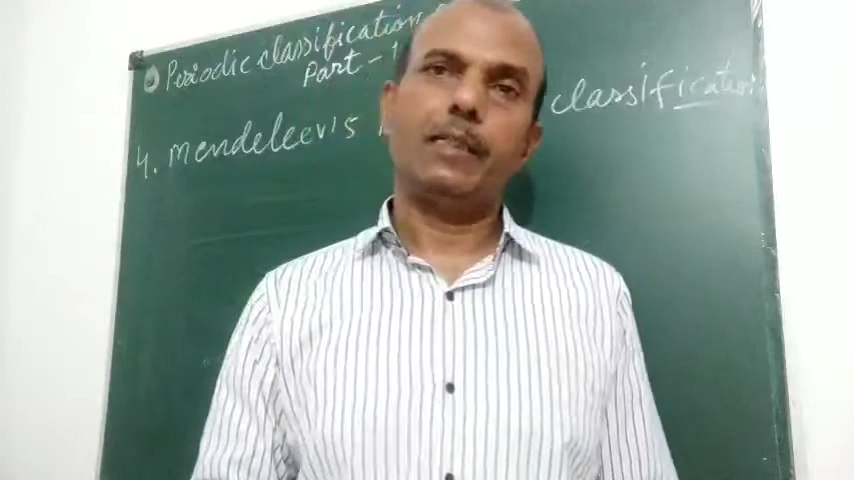 Periodic classification
Part-1
4. Mendeleev's classification